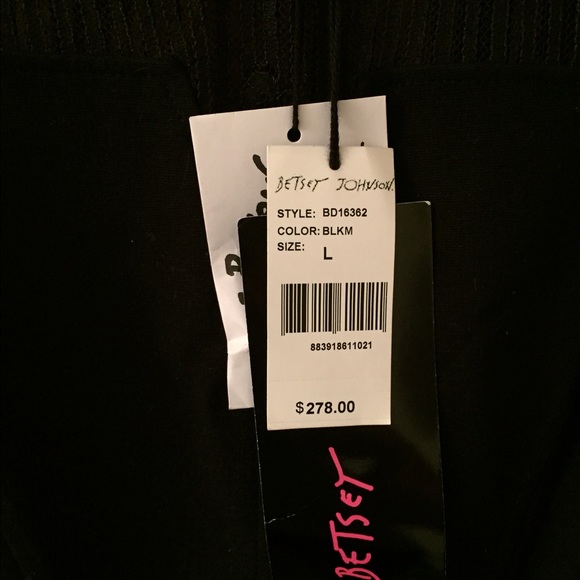 BETSEY JOHNSON.
STYLE: BD16362
COLOR: BLKM
SIZE: L
883918611021
$278.00
BETSEY